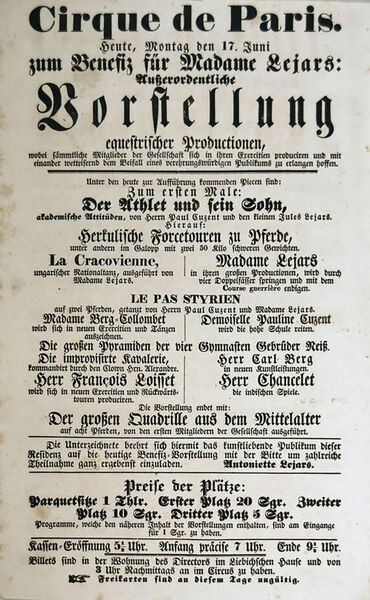 Cirque de Paris.
Heute, Montag den 17. Juni
zum Benefiz für Madame Lejars:
Außerordentliche
Vorstellung
equestrischer Productionen,
wobei sämmtliche Mitglieder der Gesellschaft sich in ihren Exercitien produciren und mit
einander wetteifernd dem Beifall eines verehrungswürdigen Publikums zu erlangen hoffen.
Unter den heute zur Aufführung kommenden Piecen sind:
Zum ersten Male:
Der Athlet und sein Sohn,
akademische Attitüden, von Herrn Paul Cuzent und den kleinen Jules Lejars.
Hierauf:
Herkulische Forcetouren zu Pferde,
unter andern im Galopp mit zwei 50 Kilo schweren Gewichten.
La Cracovienne,
ungarischer Nationaltanz, ausgeführt von
Madame Lejars.
Madame Lejars
in ihren großen Productionen, wird durch
vier Doppelfässer springen und mit dem
Course guerrière endigen.
LE PAS STYRIEN
getanzt auf zwei Pferden, von Herrn Paul Cuzent und Madame Lejars.
Madame Berg-Collombet
wird sich in neuen Exercitien und Tänzen
auszeichnen.
Demoiselle Pauline Cuzent
wird die hohe Schule reiten.
Die großen Pyramiden der vier Gymnasten Gebrüder Neiß.
Die improvisirte Kavalerie,
kommandirt durch den Clown Hrn. Alexandre.
Herr Carl Berg
in neuen Kunstleistungen.
Herr François Loisset
wird sich in neuen Exercitien und Rückwärts-
touren produciren.
Herr Chancelet
die indischen Spiele.
Die Vorstellung endet mit:
Der großen Quadrille aus dem Mittelalter
auf acht Pferden, von den ersten Mitgliedern der Gesellschaft ausgeführt.
Die Unterzeichnete beehrt sich hiermit das kunstliebende Publikum dieser
Residenz auf die heutige Benefiz-Vorstellung mit der Bitte um zahlreiche
Theilnahme ganz ergebenst einzuladen. Antoniette Lejars.
Preise der Plätze:
Parquetsitze 1 Thlr. Erster Platz 20 Sgr. Zweiter
Platz 10 Sgr. Dritter Platz 5 Sgr.
Programme, welche den näheren Inhalt der Vorstellungen enthalten, sind am Eingange
für 1 Sgr. zu haben.
Kassen-Eröffnung 5½ Uhr. Anfang präcise 7 Uhr. Ende 9½ Uhr.
Billets sind in der Wohnung des Directors im Liebichschen Hause und von
3 Uhr Nachmittags an im Circus zu haben.
Freikarten sind an diesem Tage ungültig.